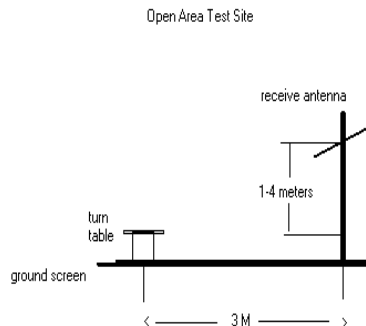 Open Area Test Site
receive antenna
1-4 meters
turn
table
ground screen
3 M